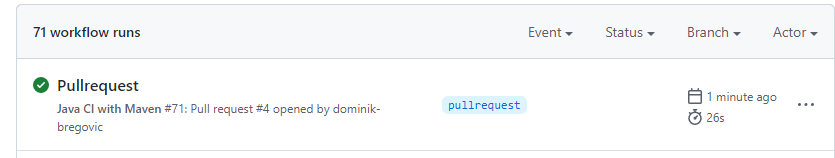 71 workflow runs Event Status Branch Actor
Pullrequest
Java CI with Maven #71: Pull request #4 opened by dominik-
bregovic
pullrequest
1 minute ago
26s